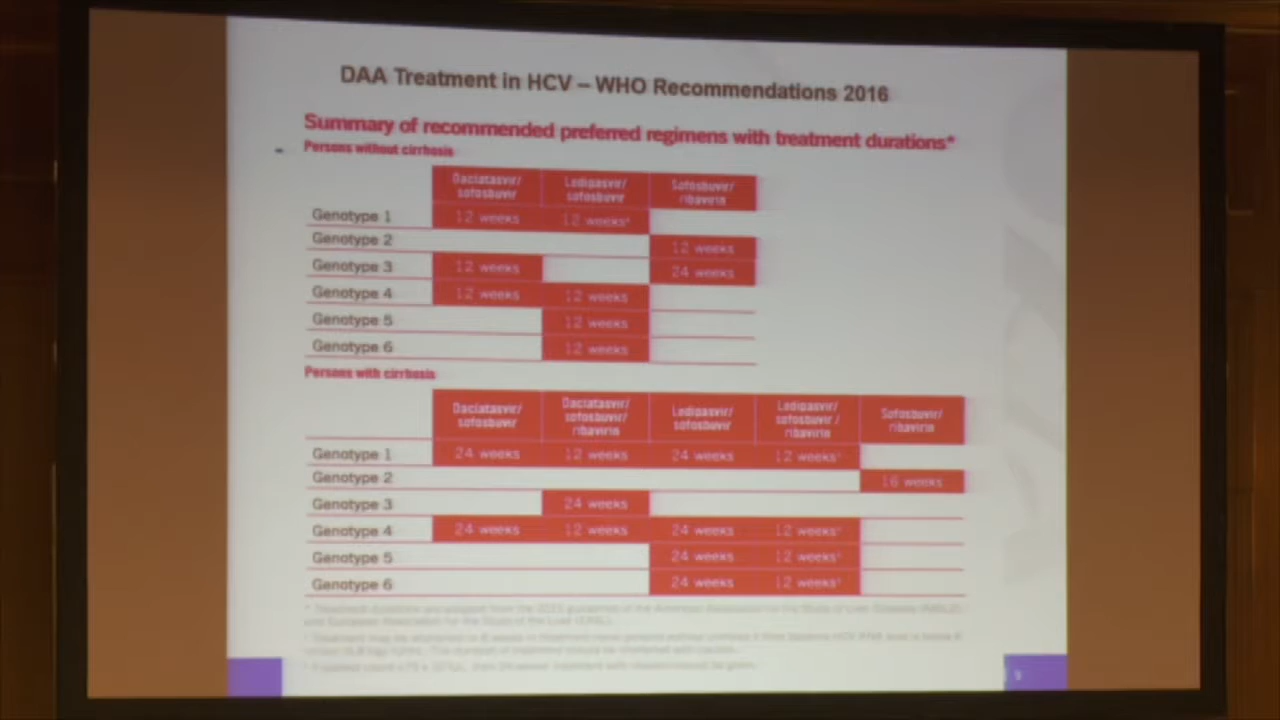 DAA Treatment in HCV – WHO Recommendations 2016
Summary of recommended preferred regimens with treatment durations*
Persons without cirrhosis
Daclatasvir/ sofosbuvir Ledipasvir/ sofosbuvir Sofosbuvir/ ribavirin
Genotype 1 12 weeks 12 weeks
Genotype 2 12 weeks
Genotype 3 12 weeks 24 weeks
Genotype 4 12 weeks 12 weeks
Genotype 5 12 weeks
Genotype 6 12 weeks
Persons with cirrhosis
Daclatasvir/ sofosbuvir Daclatasvir/ sofosbuvir/ ribavirin Ledipasvir/ sofosbuvir Ledipasvir/ sofosbuvir / ribavirin Sofosbuvir/ ribavirin
Genotype 1 24 weeks 12 weeks 24 weeks 12 weeks
Genotype 2 16 weeks
Genotype 3 24 weeks
Genotype 4 24 weeks 12 weeks 24 weeks 12 weeks
Genotype 5 24 weeks 12 weeks
Genotype 6 24 weeks 12 weeks